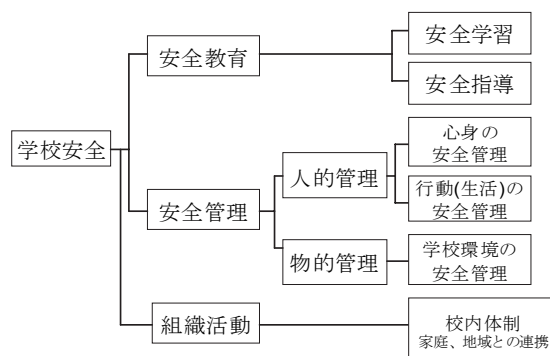 学校安全
安全教育
安全学習
安全指導
安全管理
人的管理
心身の
安全管理
行動(生活)の
安全管理
物的管理
学校環境の
安全管理
組織活動
校内体制
家庭、地域との連携